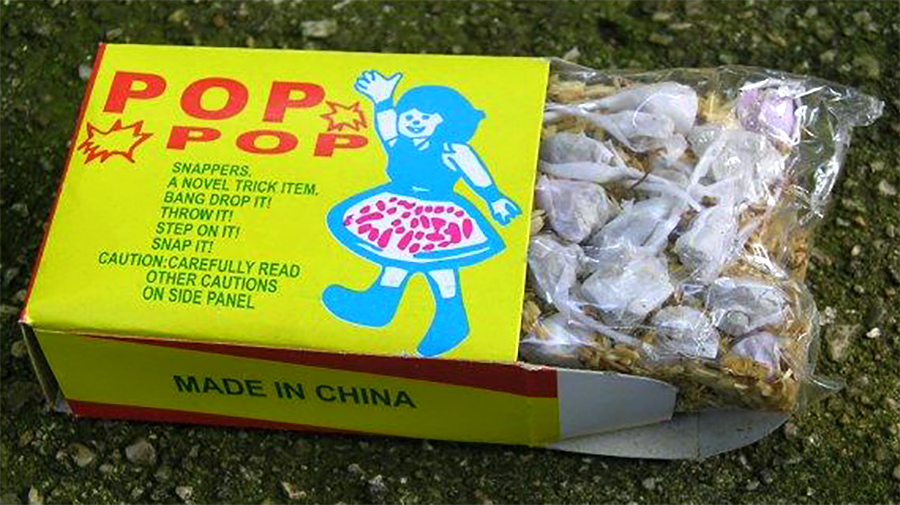 POP
POP
SNAPPERS.
A NOVEL TRICK ITEM.
BANG DROP IT!
THROW IT!
STEP ON IT!
SNAP IT!
CAUTION:CAREFULLY READ
OTHER CAUTIONS
ON SIDE PANEL
MADE IN CHINA